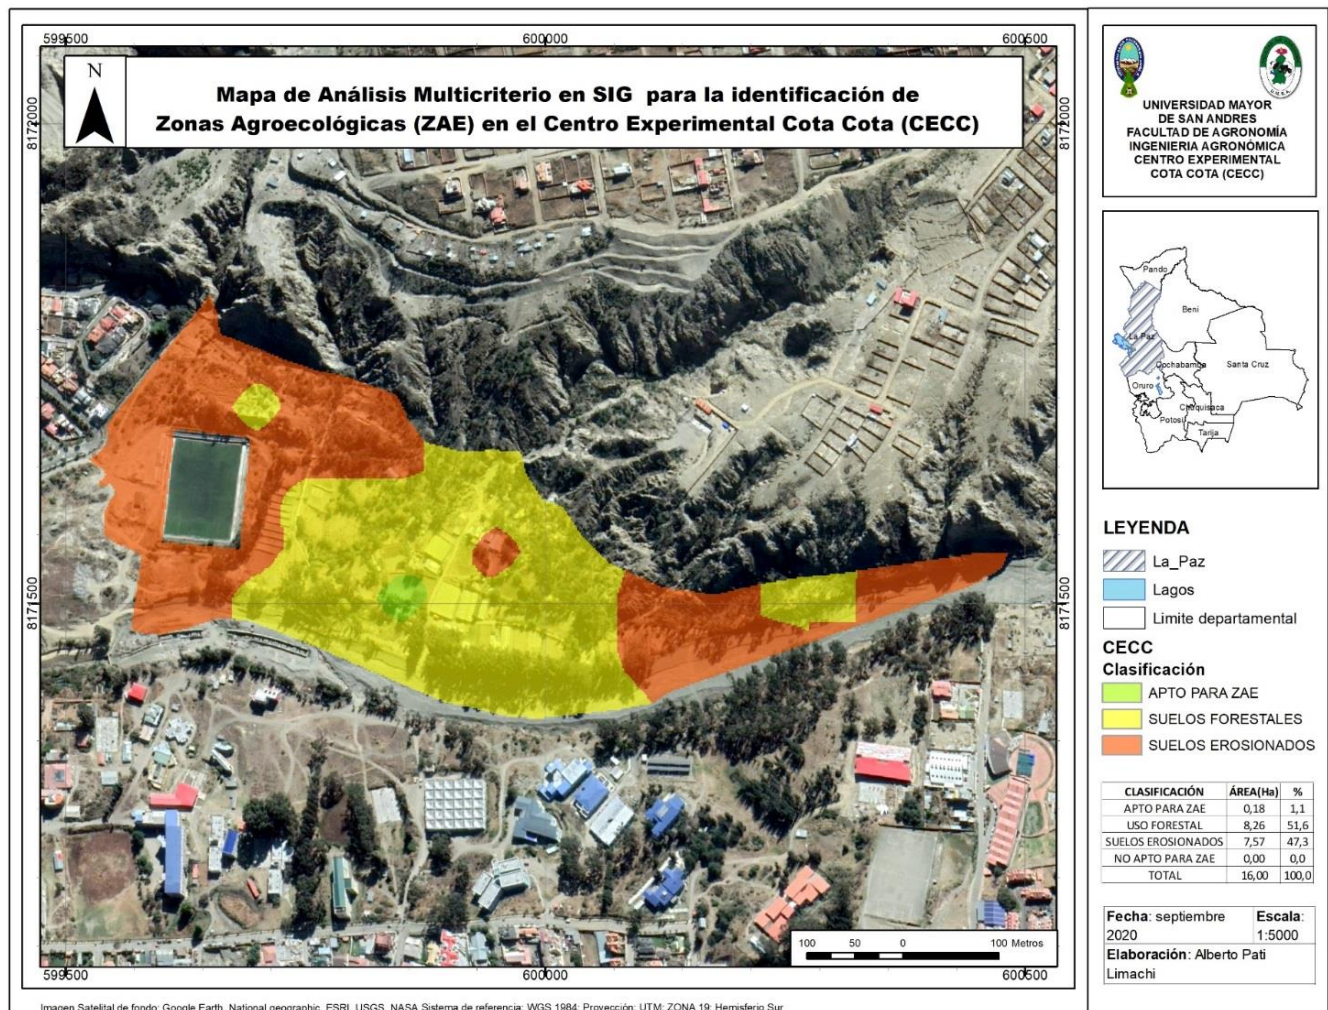 599500 600000 600500
N
Mapa de Análisis Multicriterio en SIG para la identificación de
Zonas Agroecológicas (ZAE) en el Centro Experimental Cota Cota (CECC)
8172000
8172000
8171500
8171500
100 50 0 100 Metros
599500 600000 600500
Imagen Satelital de fondo: Google Earth, National geographic, ESRI, USGS, NASA Sistema de referencia: WGS 1984; Proyección: UTM; ZONA 19; Hemisferio Sur
UNIVERSIDAD MAYOR
DE SAN ANDRES
FACULTAD DE AGRONOMÍA
INGENIERIA AGRONÓMICA
CENTRO EXPERIMENTAL
COTA COTA (CECC)
Pando
Beni
La Paz
Cochabamba
Santa Cruz
Oruro
Chuquisaca
Potosí
Tarija
LEYENDA
La_Paz
Lagos
Limite departamental
CECC
Clasificación
APTO PARA ZAE
SUELOS FORESTALES
SUELOS EROSIONADOS
CLASIFICACIÓN ÁREA(Ha) %
APTO PARA ZAE 0,18 1,1
USO FORESTAL 8,26 51,6
SUELOS EROSIONADOS 7,57 47,3
NO APTO PARA ZAE 0,00 0,0
TOTAL 16,00 100,0
Fecha: septiembre
2020
Escala:
1:5000
Elaboración: Alberto Pati
Limachi